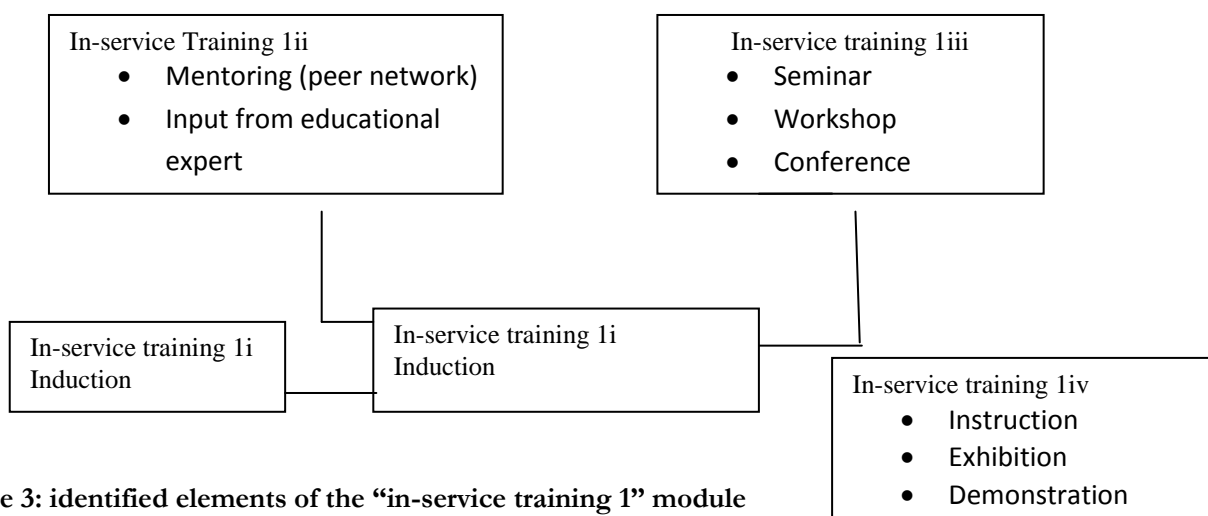 In-service Training 1ii
• Mentoring (peer network)
• Input from educational
expert
In-service training 1iii
• Seminar
• Workshop
• Conference
In-service training 1i
Induction
In-service training 1i
Induction
In-service training 1iv
• Instruction
• Exhibition
• Demonstration
e 3: identified elements of the “in-service training 1” module